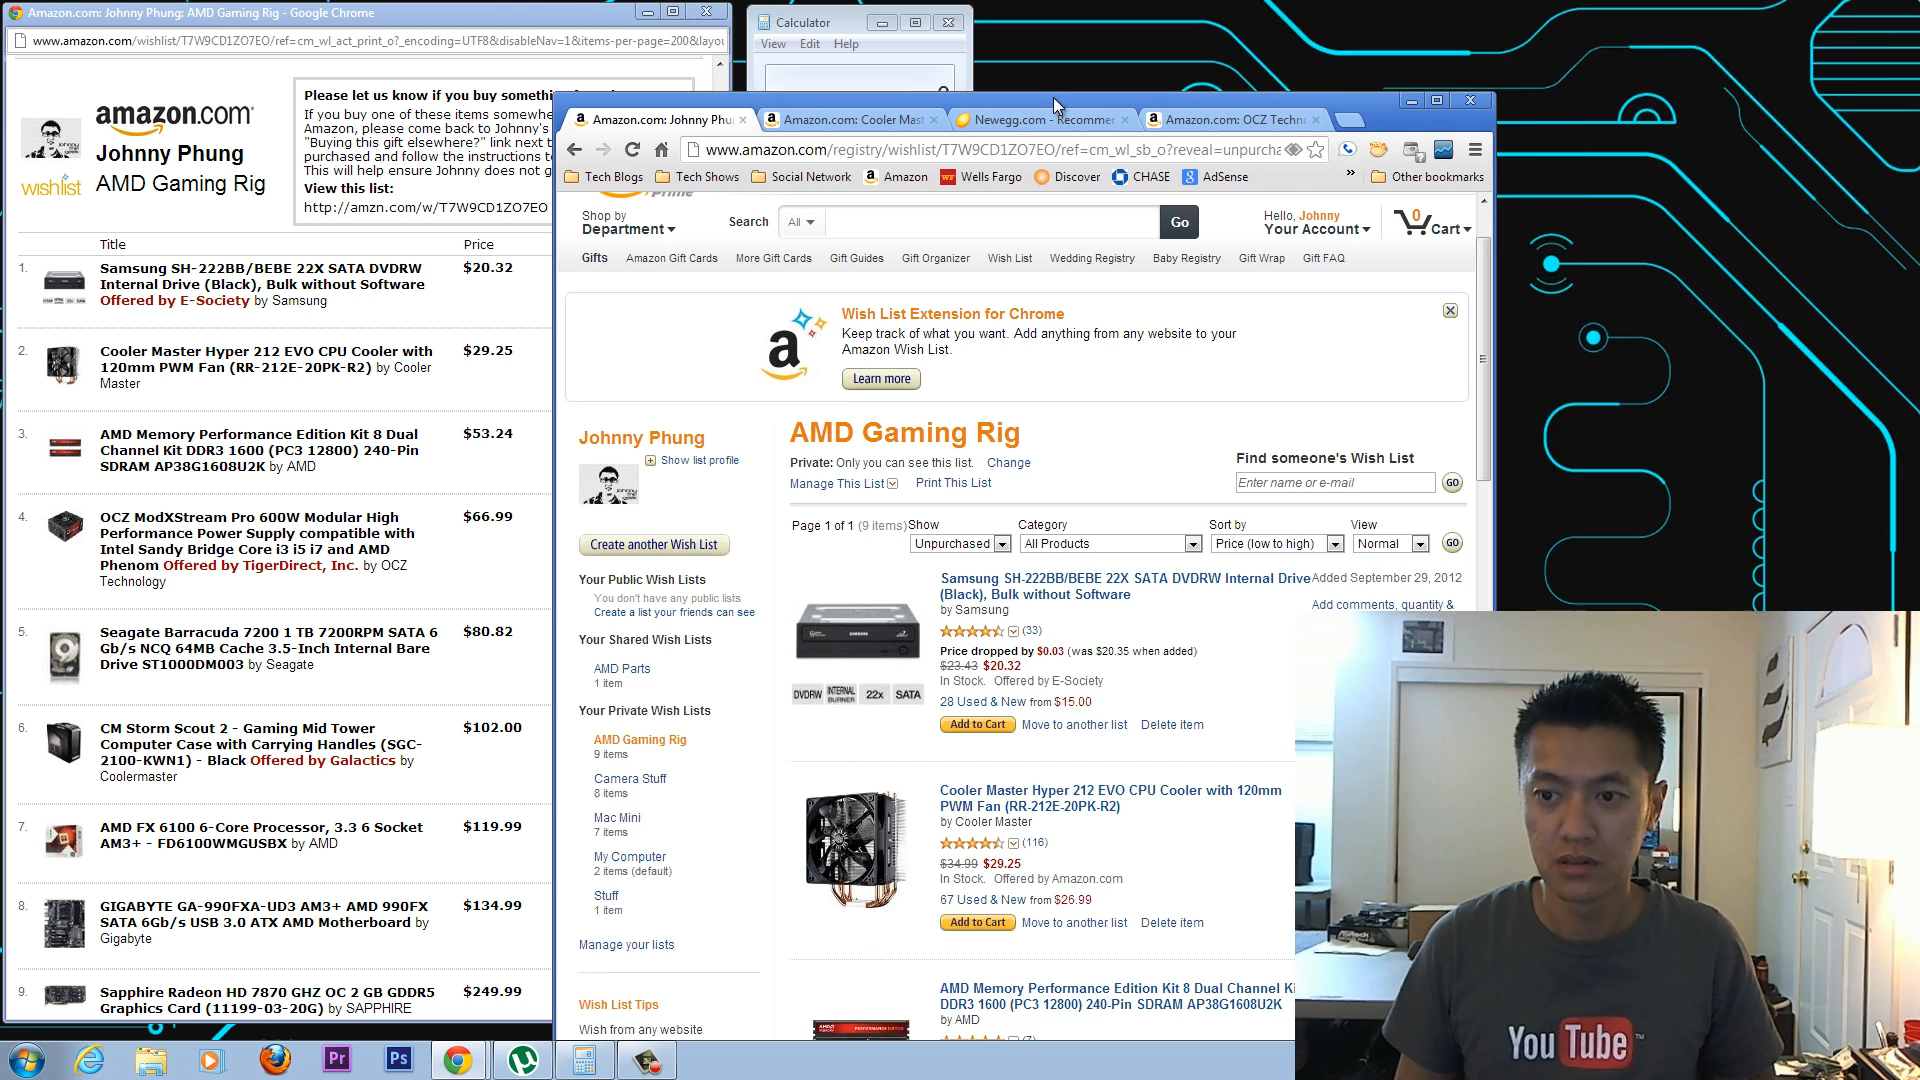 Amazon.com: Johnny Phung: AMD Gaming Rig - Google Chrome
www.amazon.com/wishlist/T7W9CD1ZO7EO/ref=cm_wl_act_print_o?_encoding=UTF8&disableNav=1&items-per-page=200&layou
amazon.com
Johnny Phung
wishlist
AMD Gaming Rig
Please let us know if you buy
If you buy one of these items
Amazon, please come back to Johnny's
"Buying this gift elsewhere?" link next
purchased and follow the instructions
This will help ensure Johnny does not
View this list:
http://amzn.com/w/T7W9CD1ZO7EO
Title
Price
1.
Samsung SH-222BB/BEBE 22X SATA DVDRW
Internal Drive (Black), Bulk without Software
Offered by E-Society by Samsung
$20.32
2.
Cooler Master Hyper 212 EVO CPU Cooler with
120mm PWM Fan (RR-212E-20PK-R2) by Cooler
Master
$29.25
3.
AMD Memory Performance Edition Kit 8 Dual
Channel Kit DDR3 1600 (PC3 12800) 240-Pin
SDRAM AP38G1608U2K by AMD
$53.24
4.
OCZ ModXStream Pro 600W Modular High
Performance Power Supply compatible with
Intel Sandy Bridge Core i3 i5 i7 and AMD
Phenom Offered by TigerDirect, Inc. by OCZ
Technology
$66.99
5.
Seagate Barracuda 7200 1 TB 7200RPM SATA 6
Gb/s NCQ 64MB Cache 3.5-Inch Internal Bare
Drive ST1000DM003 by Seagate
$80.82
6.
CM Storm Scout 2 - Gaming Mid Tower
Computer Case with Carrying Handles (SGC-
2100-KWN1) - Black Offered by Galactics by
Coolermaster
$102.00
7.
AMD FX 6100 6-Core Processor, 3.3 6 Socket
AM3+ - FD6100WMGUSBX by AMD
$119.99
8.
GIGABYTE GA-990FXA-UD3 AM3+ AMD 990FX
SATA 6Gb/s USB 3.0 ATX AMD Motherboard by
Gigabyte
$134.99
9.
Sapphire Radeon HD 7870 GHZ OC 2 GB GDDR5
Graphics Card (11199-03-20G) by SAPPHIRE
$249.99
Calculator
View Edit Help
Amazon.com: Johnny Phu
Amazon.com: Cooler Mast
Newegg.com - Recommer
Amazon.com: OCZ Techno
www.amazon.com/registry/wishlist/T7W9CD1ZO7EO/ref=cm_wl_sb_o?reveal=unpurcha
Tech Blogs Tech Shows Social Network Amazon Wells Fargo Discover CHASE AdSense » Other bookmarks
Prime
Shop by
Department
Search
All
Go
Hello, Johnny
Your Account
0
Cart
Gifts Amazon Gift Cards More Gift Cards Gift Guides Gift Organizer Wish List Wedding Registry Baby Registry Gift Wrap Gift FAQ
a
Wish List Extension for Chrome
Keep track of what you want. Add anything from any website to your
Amazon Wish List.
Learn more
Johnny Phung
Show list profile
Create another Wish List
Your Public Wish Lists
You don't have any public lists
Create a list your friends can see
Your Shared Wish Lists
AMD Parts
1 item
Your Private Wish Lists
AMD Gaming Rig
9 items
Camera Stuff
8 items
Mac Mini
7 items
My Computer
2 items (default)
Stuff
1 item
Manage your lists
Wish List Tips
Wish from any website
AMD Gaming Rig
Private: Only you can see this list. Change
Manage This List Print This List
Find someone's Wish List
Enter name or e-mail
GO
Page 1 of 1 (9 items)
Show
Unpurchased
Category
All Products
Sort by
Price (low to high)
View
Normal
GO
Samsung SH-222BB/BEBE 22X SATA DVDRW Internal Drive
(Black), Bulk without Software
by Samsung
Added September 29, 2012
Add comments, quantity &
(33)
Price dropped by $0.03 (was $20.35 when added)
$23.43 $20.32
In Stock. Offered by E-Society
28 Used & New from $15.00
Add to Cart Move to another list Delete item
SAMSUNG
DVDRW INTERNAL BURNER 22x SATA
Cooler Master Hyper 212 EVO CPU Cooler with 120mm
PWM Fan (RR-212E-20PK-R2)
by Cooler Master
(116)
$34.99 $29.25
In Stock. Offered by Amazon.com
67 Used & New from $26.99
Add to Cart Move to another list Delete item
AMD Memory Performance Edition Kit 8 Dual Channel Ki
DDR3 1600 (PC3 12800) 240-Pin SDRAM AP38G1608U2K
by AMD
Pr
Ps
YouTube